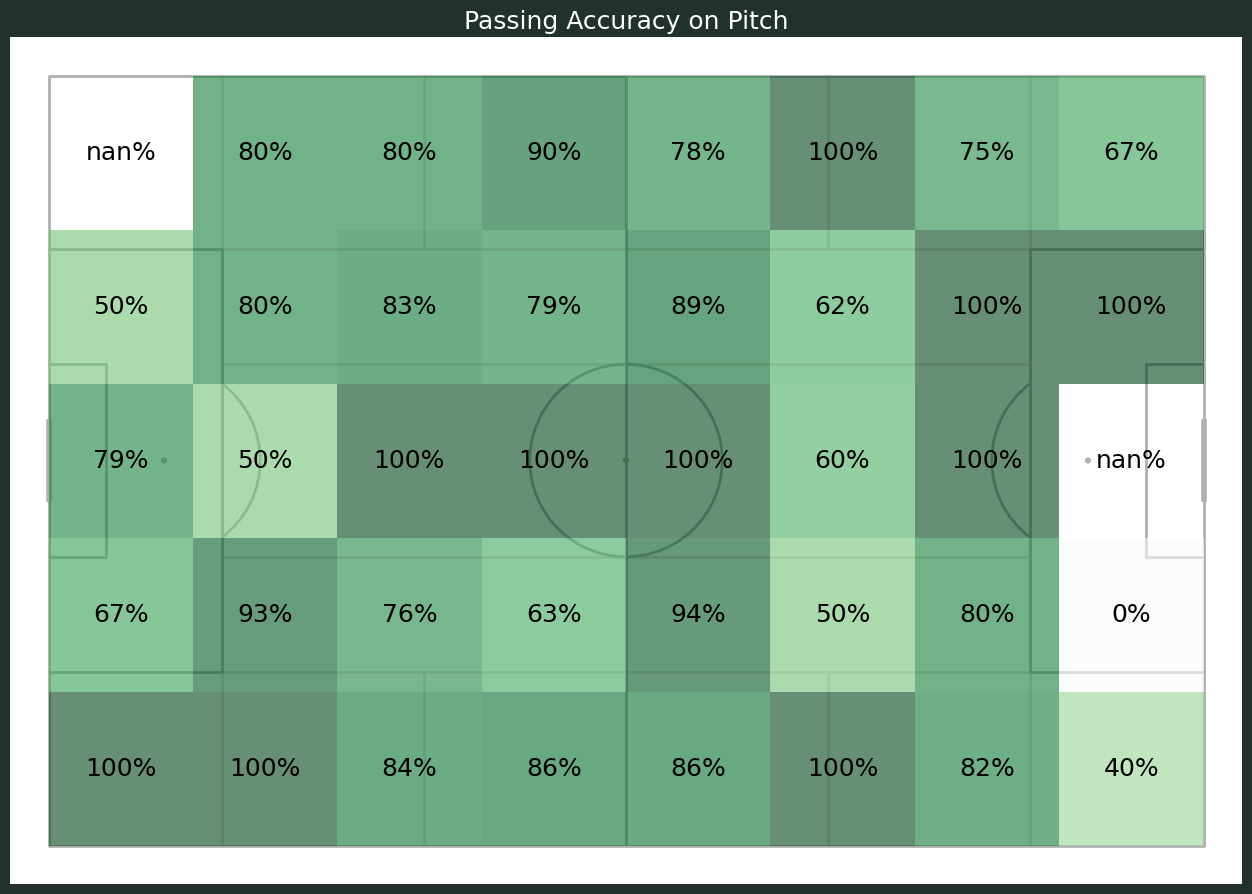 Passing Accuracy on Pitch
nan% 80% 80% 90% 78% 100% 75% 67%
50% 80% 83% 79% 89% 62% 100% 100%
79% 50% 100% 100% 100% 60% 100% nan%
67% 93% 76% 63% 94% 50% 80% 0%
100% 100% 84% 86% 86% 100% 82% 40%